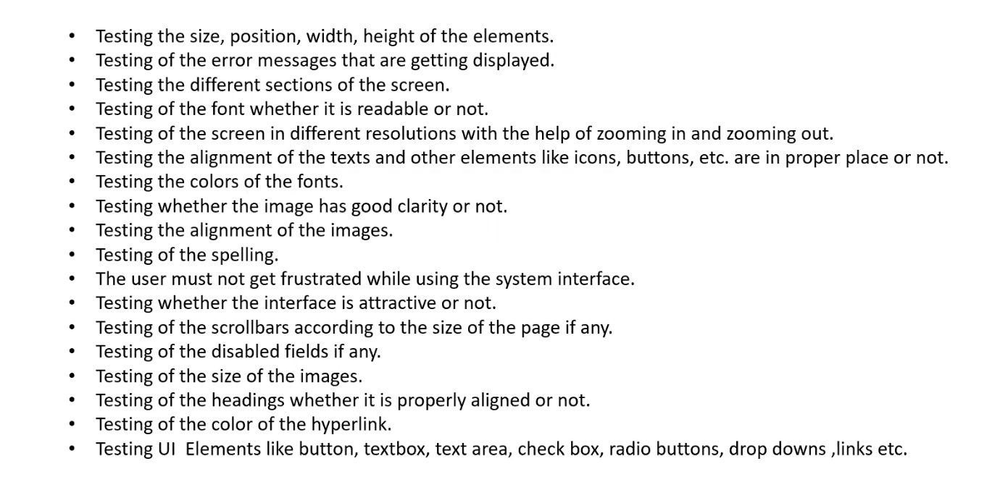 • Testing the size, position, width, height of the elements.
• Testing of the error messages that are getting displayed.
• Testing the different sections of the screen.
• Testing of the font whether it is readable or not.
• Testing of the screen in different resolutions with the help of zooming in and zooming out.
• Testing the alignment of the texts and other elements like icons, buttons, etc. are in proper place or not.
• Testing the colors of the fonts.
• Testing whether the image has good clarity or not.
• Testing the alignment of the images.
• Testing of the spelling.
• The user must not get frustrated while using the system interface.
• Testing whether the interface is attractive or not.
• Testing of the scrollbars according to the size of the page if any.
• Testing of the disabled fields if any.
• Testing of the size of the images.
• Testing of the headings whether it is properly aligned or not.
• Testing of the color of the hyperlink.
• Testing UI  Elements like button, textbox, text area, check box, radio buttons, drop downs ,links etc.